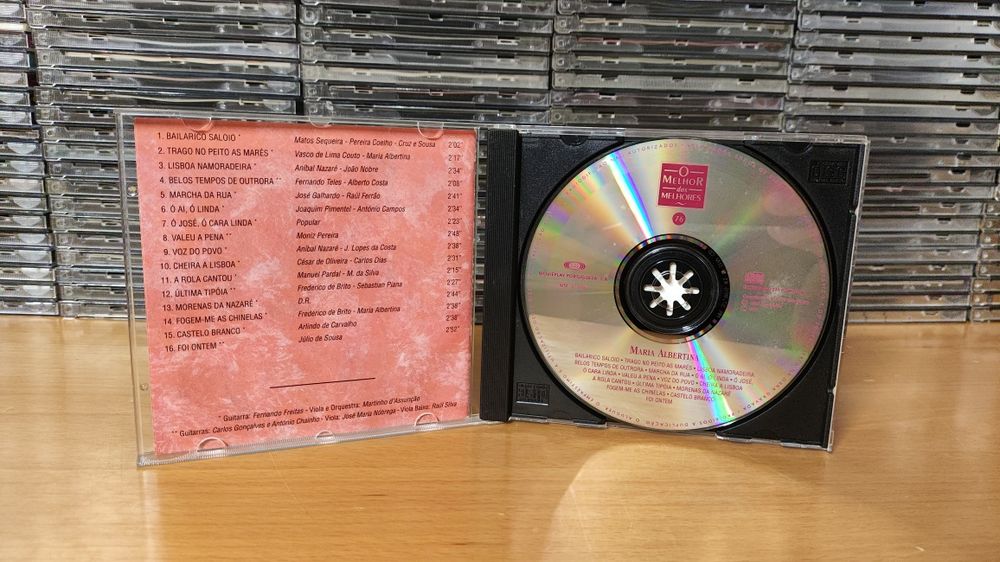 1. BAILARICO SALOIO * Matos Sequeira - Pereira Coelho - Cruz e Sousa 2'02"
2. TRAGO NO PEITO AS MARÉS * Vasco de Lima Couto - Maria Albertina 2'17"
3. LISBOA NAMORADEIRA * Aníbal Nazaré - João Nobre 2'34"
4. BELOS TEMPOS DE OUTRORA ** Fernando Teles - Alberto Costa 2'08"
5. MARCHA DA RUA * José Galhardo - Raúl Ferrão 2'41"
6. Ó AI, Ó LINDA * Joaquim Pimentel - António Campos 2'34"
7. Ó JOSÉ, Ó CARA LINDA * Popular 2'23"
8. VALEU A PENA ** Moniz Pereira 2'48"
9. VOZ DO POVO * Aníbal Nazaré - J. Lopes da Costa 2'38"
10. CHEIRA A LISBOA * César de Oliveira - Carlos Dias 2'31"
11. A ROLA CANTOU * Manuel Pardal - M. da Silva 2'15"
12. ÚLTIMA TIPÓIA ** Frederico de Brito - Sebastian Piana 2'27"
13. MORENAS DA NAZARÉ * D.R. 2'44"
14. FOGEM-ME AS CHINELAS * Frederico de Brito - Maria Albertina 2'38"
15. CASTELO BRANCO * Arlindo de Carvalho 2'38"
16. FOI ONTEM ** Júlio de Sousa 2'52"
* Guitarra: Fernando Freitas - Viola e Orquestra: Martinho d'Assunção
** Guitarras: Carlos Gonçalves e António Chainho - Viola: José Maria Nóbrega - Viola Baixo: Raúl Silva
O
MELHOR
dos
MELHORES
76
MARIA ALBERTINA
BAILARICO SALOIO • TRAGO NO PEITO AS MARÉS • LISBOA NAMORADEIRA
BELOS TEMPOS DE OUTRORA • MARCHA DA RUA • Ó AI, Ó LINDA • Ó JOSÉ,
Ó CARA LINDA • VALEU A PENA • VOZ DO POVO • CHEIRA A LISBOA
A ROLA CANTOU • ÚLTIMA TIPÓIA • MORENAS DA NAZARÉ
FOGEM-ME AS CHINELAS • CASTELO BRANCO
FOI ONTEM